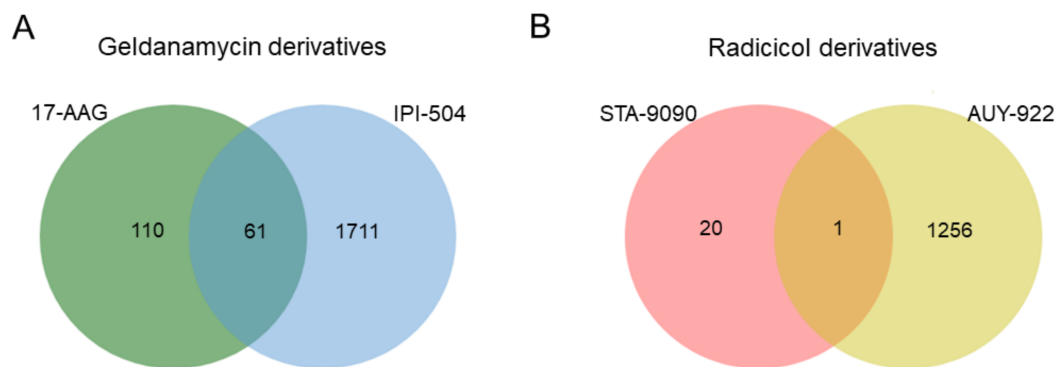 A
Geldanamycin derivatives
17-AAG
IPI-504
110
61
1711
B
Radicicol derivatives
STA-9090
AUY-922
20
1
1256